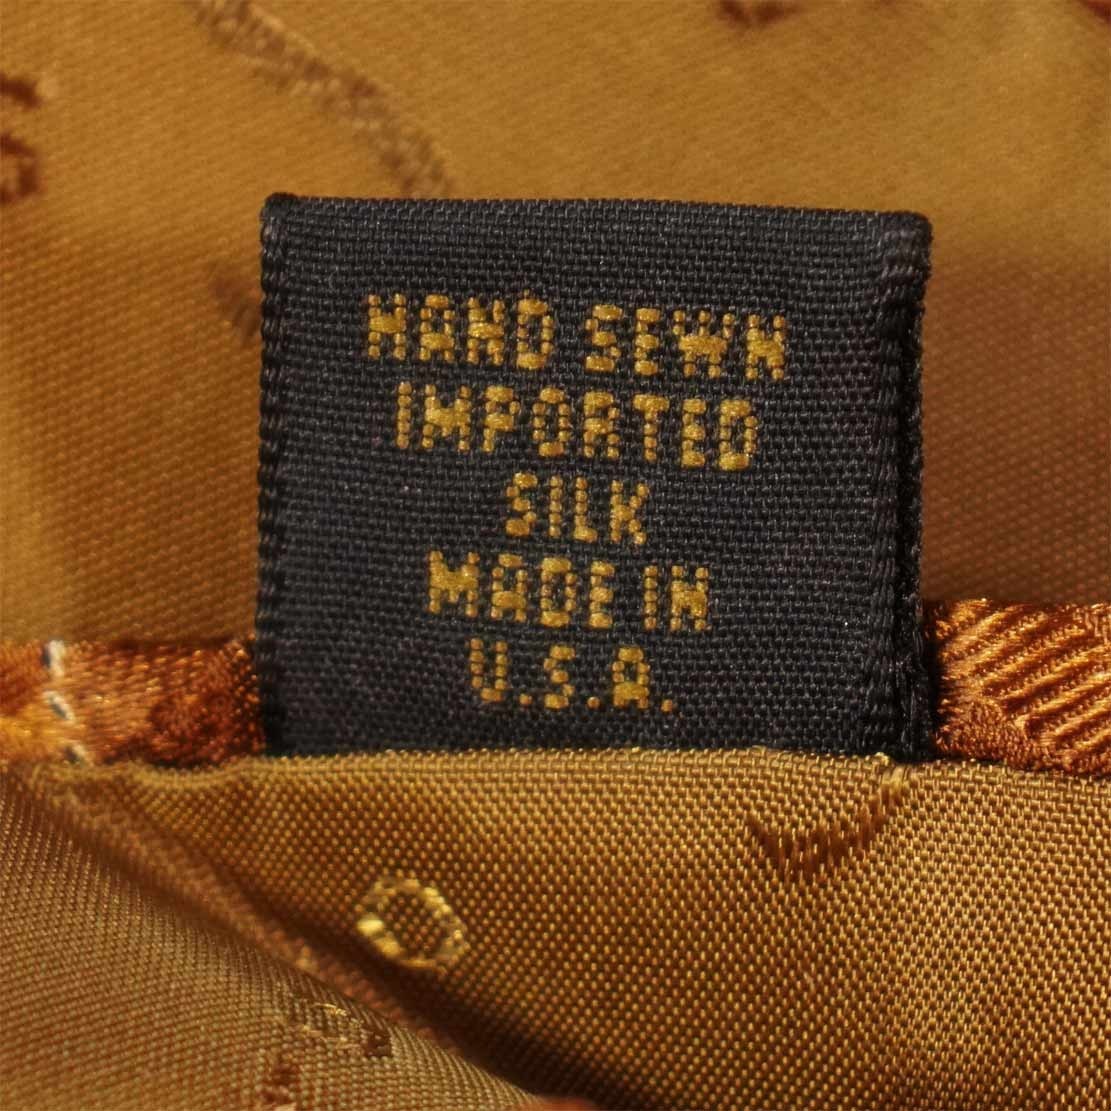 HAND SEWN
IMPORTED
SILK
MADE IN
U.S.A.